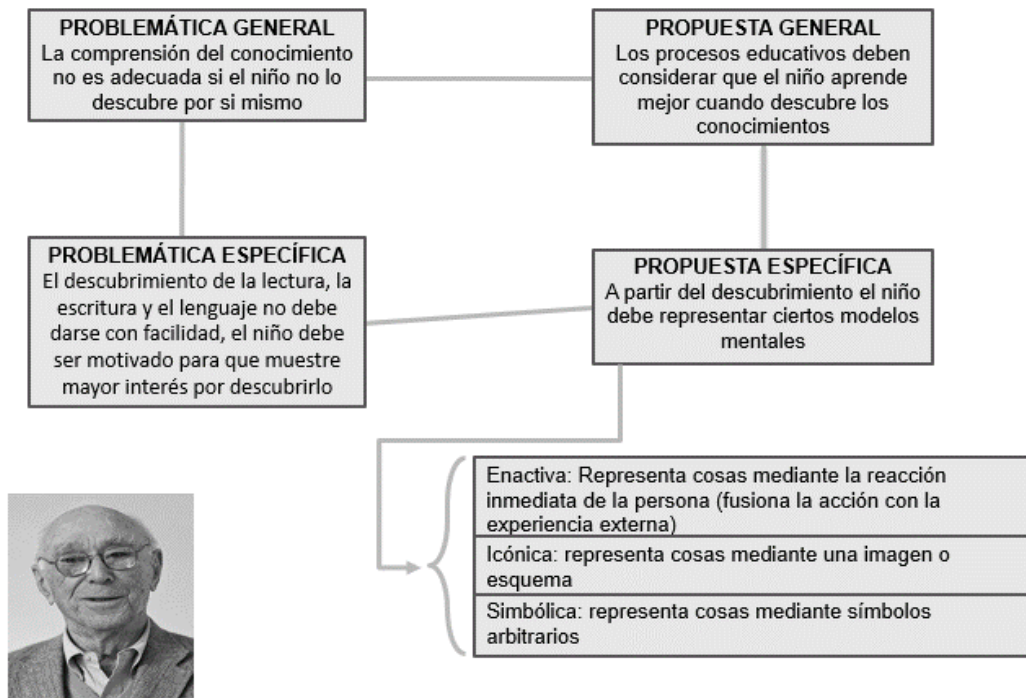 PROBLEMÁTICA GENERAL
La comprensión del conocimiento
no es adecuada si el niño no lo
descubre por si mismo
PROPUESTA GENERAL
Los procesos educativos deben
considerar que el niño aprende
mejor cuando descubre los
conocimientos
PROBLEMÁTICA ESPECÍFICA
El descubrimiento de la lectura, la
escritura y el lenguaje no debe
darse con facilidad, el niño debe
ser motivado para que muestre
mayor interés por descubrirlo
PROPUESTA ESPECÍFICA
A partir del descubrimiento el niño
debe representar ciertos modelos
mentales
Enactiva: Representa cosas mediante la reacción
inmediata de la persona (fusiona la acción con la
experiencia externa)
Icónica: representa cosas mediante una imagen o
esquema
Simbólica: representa cosas mediante símbolos
arbitrarios